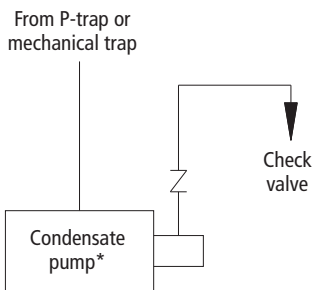 From P-trap or
mechanical trap
Check
valve
Condensate
pump*